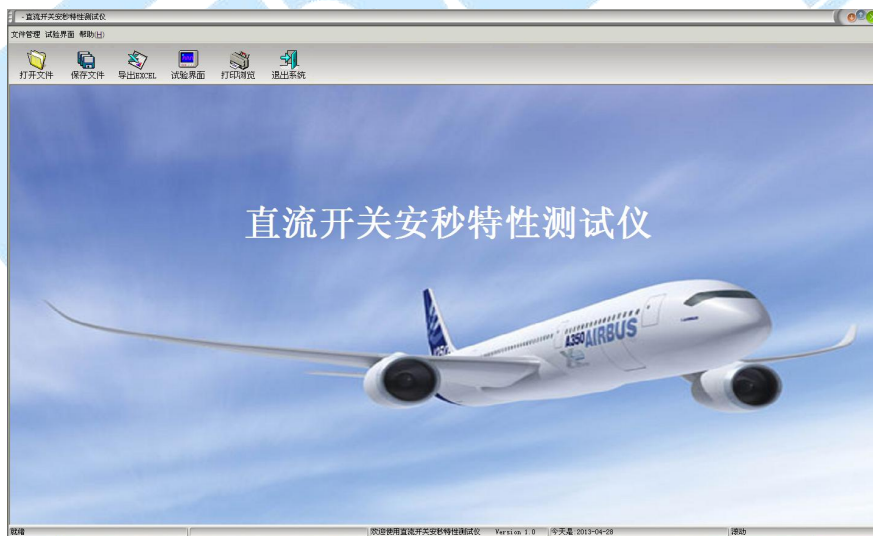 - 直流开关安秒特性测试仪
文件管理 试验界面 帮助(H)
打开文件 保存文件 导出EXCEL 试验界面 打印浏览 退出系统
直流开关安秒特性测试仪
A350 AIRBUS
就绪 欢迎使用直流开关安秒特性测试仪 Version 1.0 今天是 2013-04-28 滚动